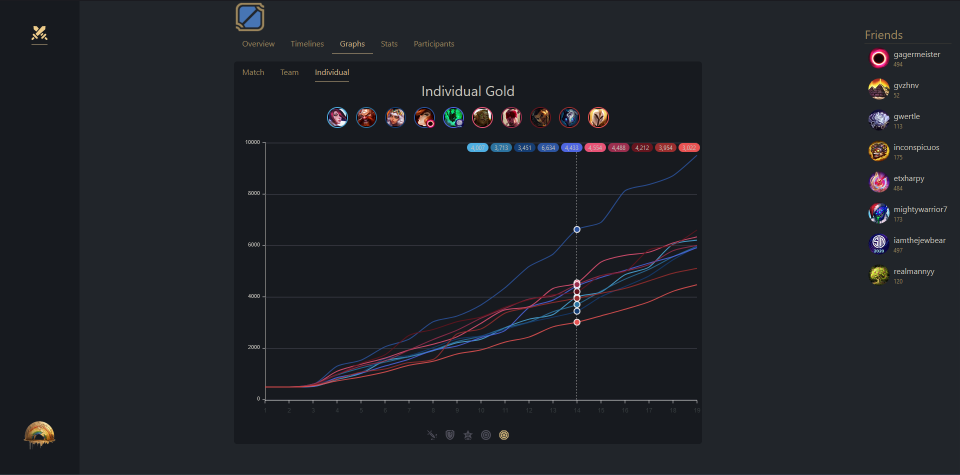 Overview Timelines Graphs Stats Participants
Match Team Individual
Individual Gold
3,713 3,451 6,634 4,433 4,554 4,488 4,212 3,954 3,022
10000
8000
6000
4000
2000
0
1 2 3 4 5 6 7 8 9 10 11 12 13 14 15 16 17 18 19
Friends
gagermeister
494
gvzhnv
52
gwertle
113
inconspicuos
175
etxharpy
484
mightywarrior7
173
iamthejewbear
497
realmannyy
120